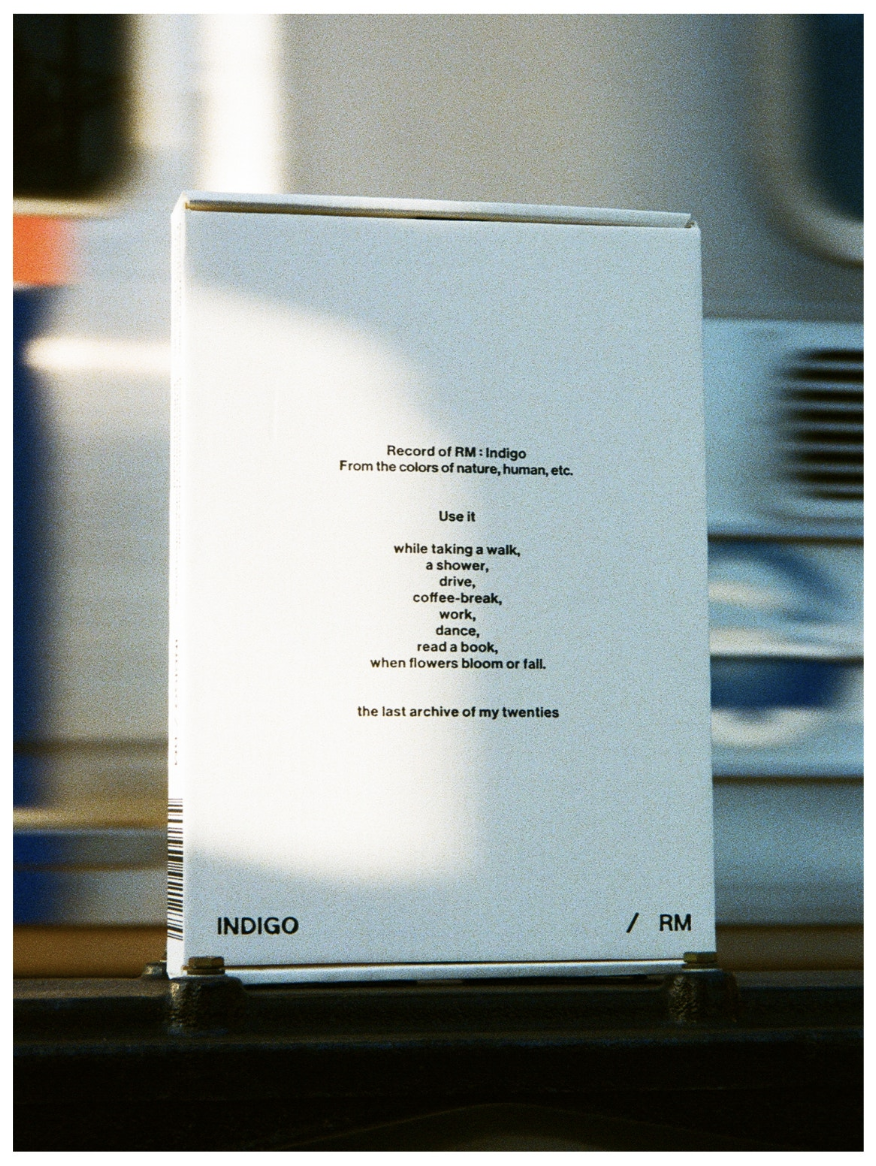 Record of RM : Indigo
From the colors of nature, human, etc.
Use it
while taking a walk,
a shower,
drive,
coffee-break,
work,
dance,
read a book,
when flowers bloom or fall.
the last archive of my twenties
INDIGO / RM